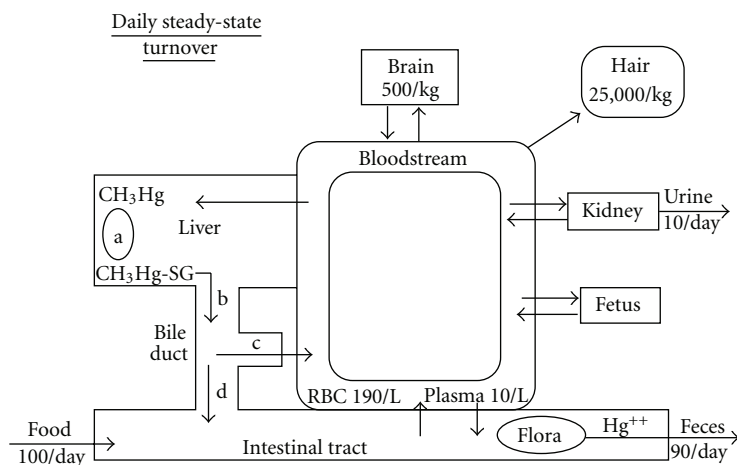 Daily steady-state
turnover
Brain
500/kg
Hair
25,000/kg
Bloodstream
CH₃Hg
a
Liver
CH₃Hg-SG
b
Kidney
Urine
10/day
Fetus
Bile
duct
c
d
RBC 190/L
Plasma 10/L
Food
100/day
Intestinal tract
Flora
Hg⁺⁺
Feces
90/day